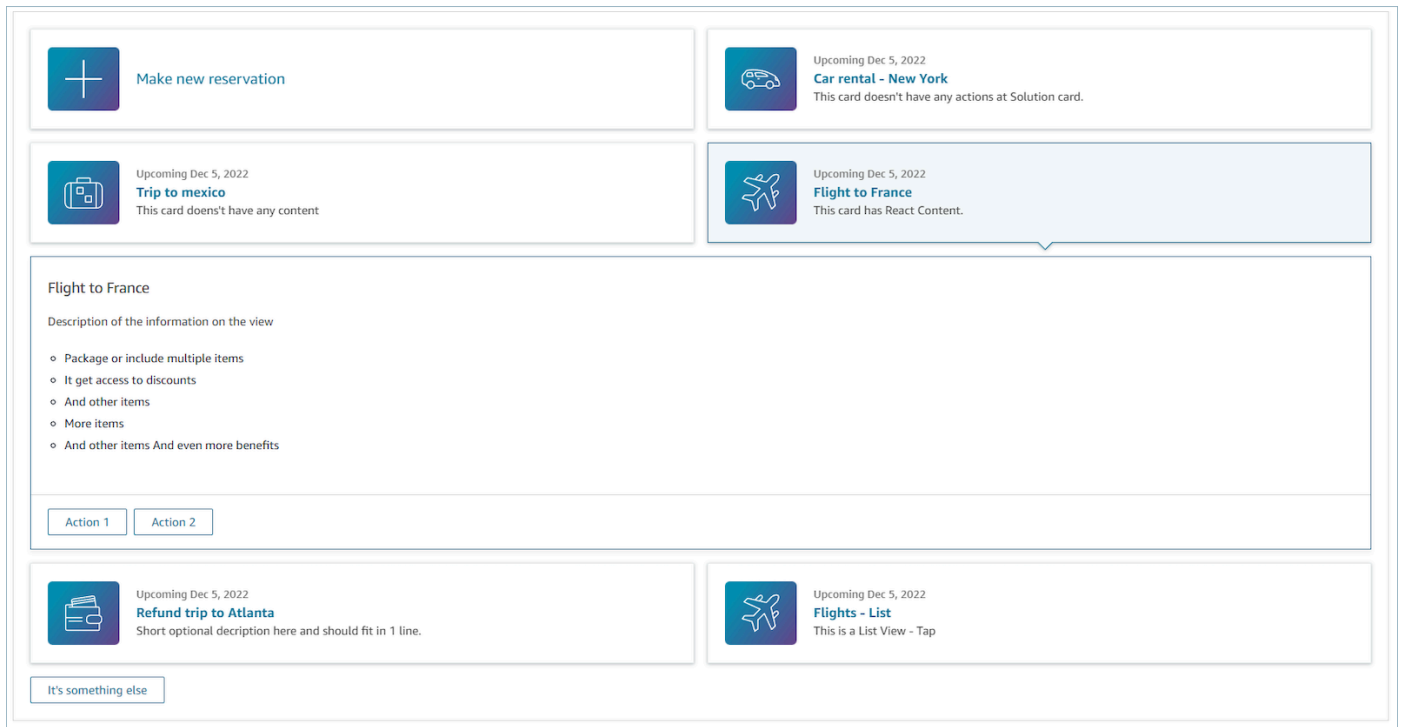 Make new reservation
Upcoming Dec 5, 2022
Car rental - New York
This card doesn't have any actions at Solution card.
Upcoming Dec 5, 2022
Trip to mexico
This card doens't have any content
Upcoming Dec 5, 2022
Flight to France
This card has React Content.
Flight to France
Description of the information on the view
Package or include multiple items
It get access to discounts
And other items
More items
And other items And even more benefits
Action 1
Action 2
Upcoming Dec 5, 2022
Refund trip to Atlanta
Short optional decription here and should fit in 1 line.
Upcoming Dec 5, 2022
Flights - List
This is a List View - Tap
It's something else